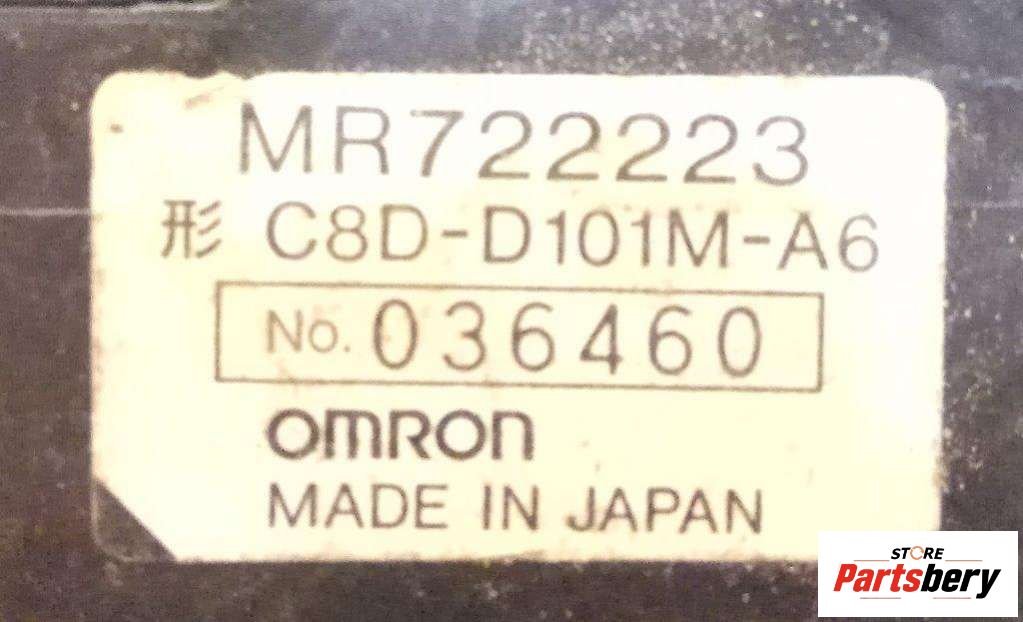 MR722223
形 C8D-D101M-A6
No. 036460
omron
MADE IN JAPAN
STORE
Partsbery